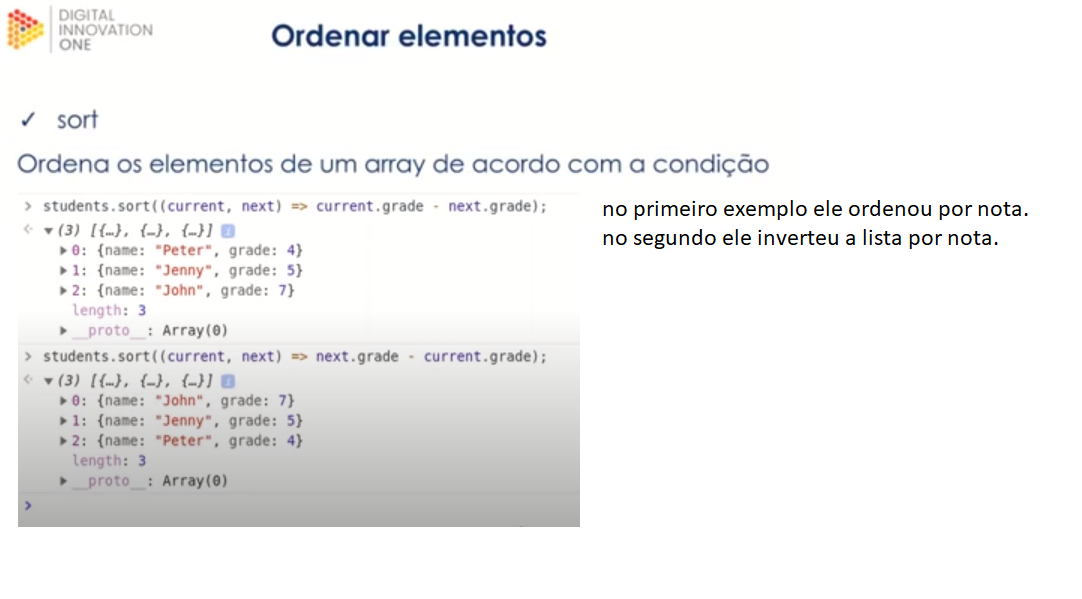 DIGITAL
INNOVATION
ONE
Ordenar elementos
✓ sort
Ordena os elementos de um array de acordo com a condição
> students.sort((current, next) => current.grade - next.grade);
▼(3) [{…}, {…}, {…}] i
▶0: {name: "Peter", grade: 4}
▶1: {name: "Jenny", grade: 5}
▶2: {name: "John", grade: 7}
length: 3
▶__proto__: Array(0)
> students.sort((current, next) => next.grade - current.grade);
▼(3) [{…}, {…}, {…}] i
▶0: {name: "John", grade: 7}
▶1: {name: "Jenny", grade: 5}
▶2: {name: "Peter", grade: 4}
length: 3
▶__proto__: Array(0)
>
no primeiro exemplo ele ordenou por nota.
no segundo ele inverteu a lista por nota.